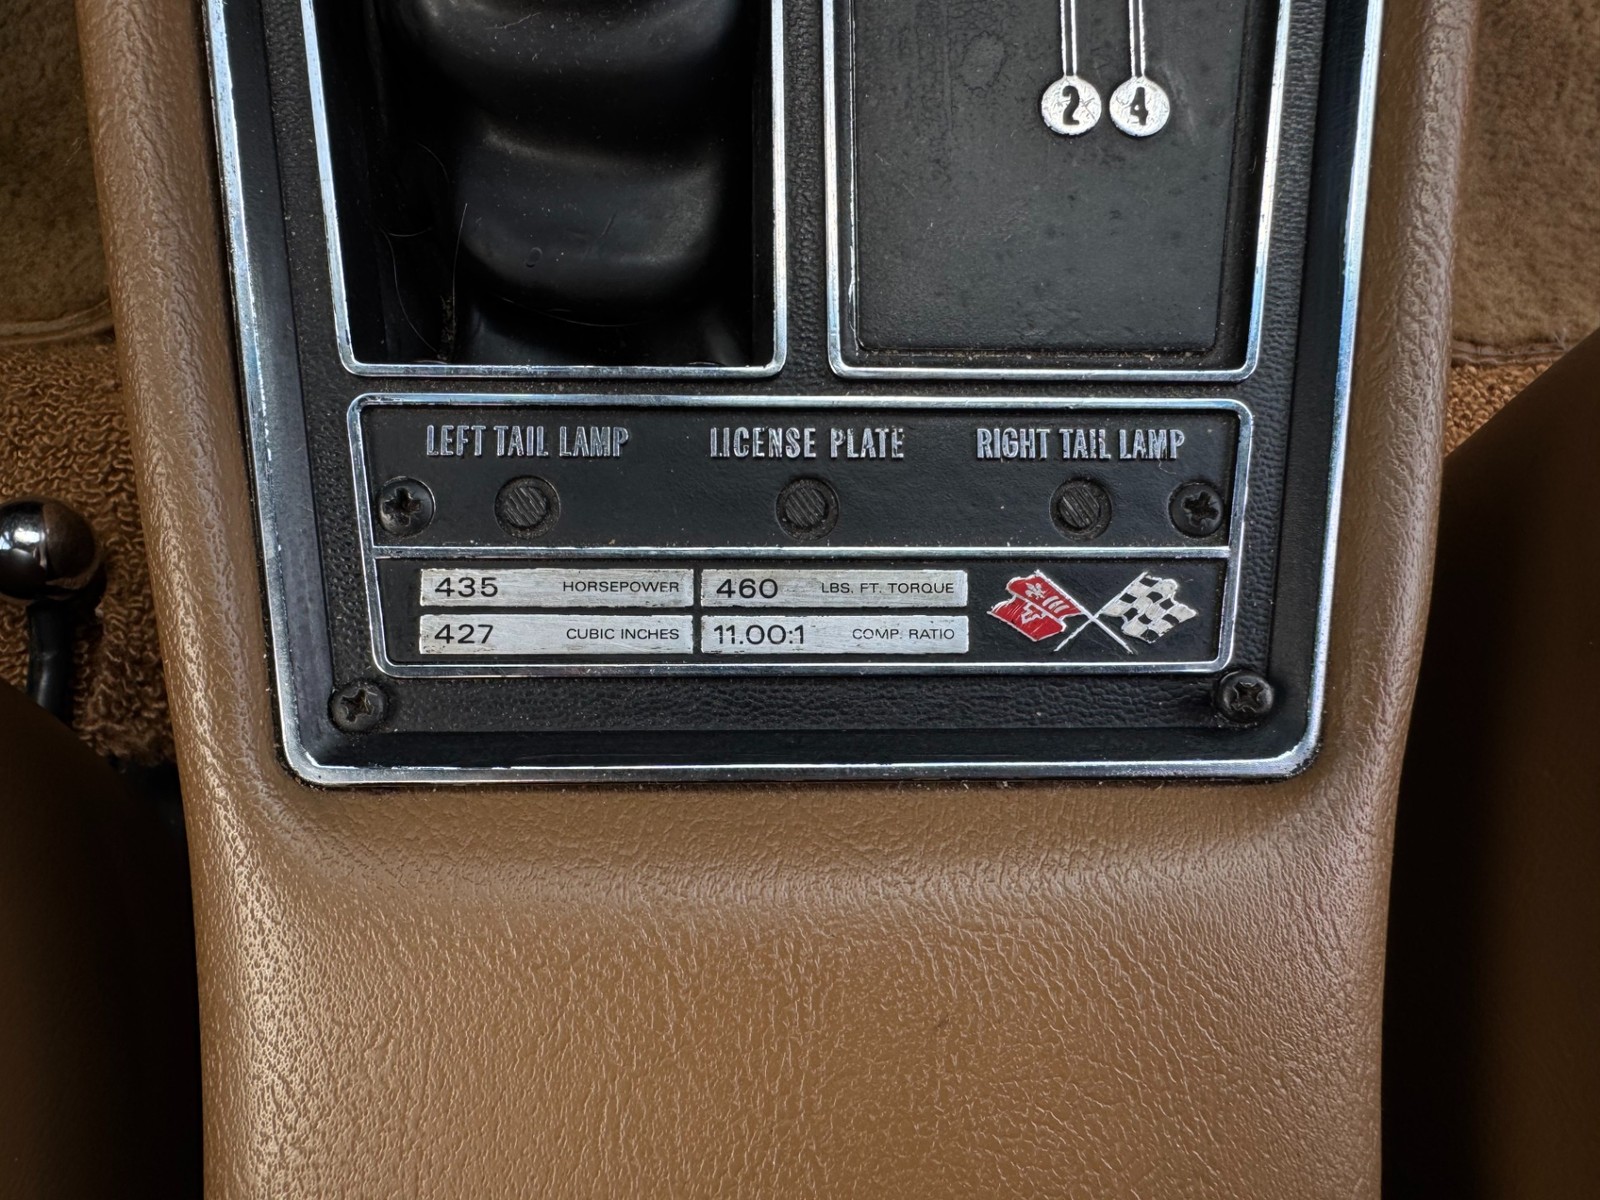 2 4
LEFT TAIL LAMP LICENSE PLATE RIGHT TAIL LAMP
435 HORSEPOWER 460 LBS. FT. TORQUE
427 CUBIC INCHES 11.00:1 COMP. RATIO